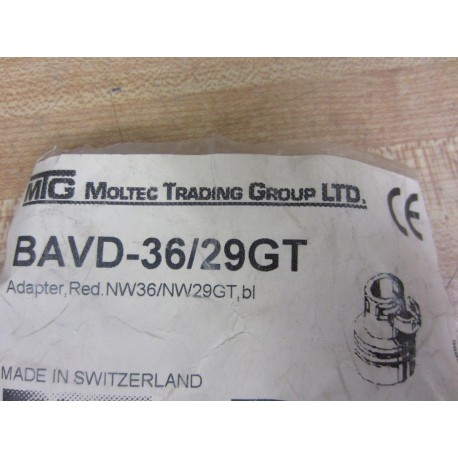 MTG MOLTEC TRADING GROUP LTD. CE
BAVD-36/29GT
Adapter,Red.NW36/NW29GT,bl
MADE IN SWITZERLAND